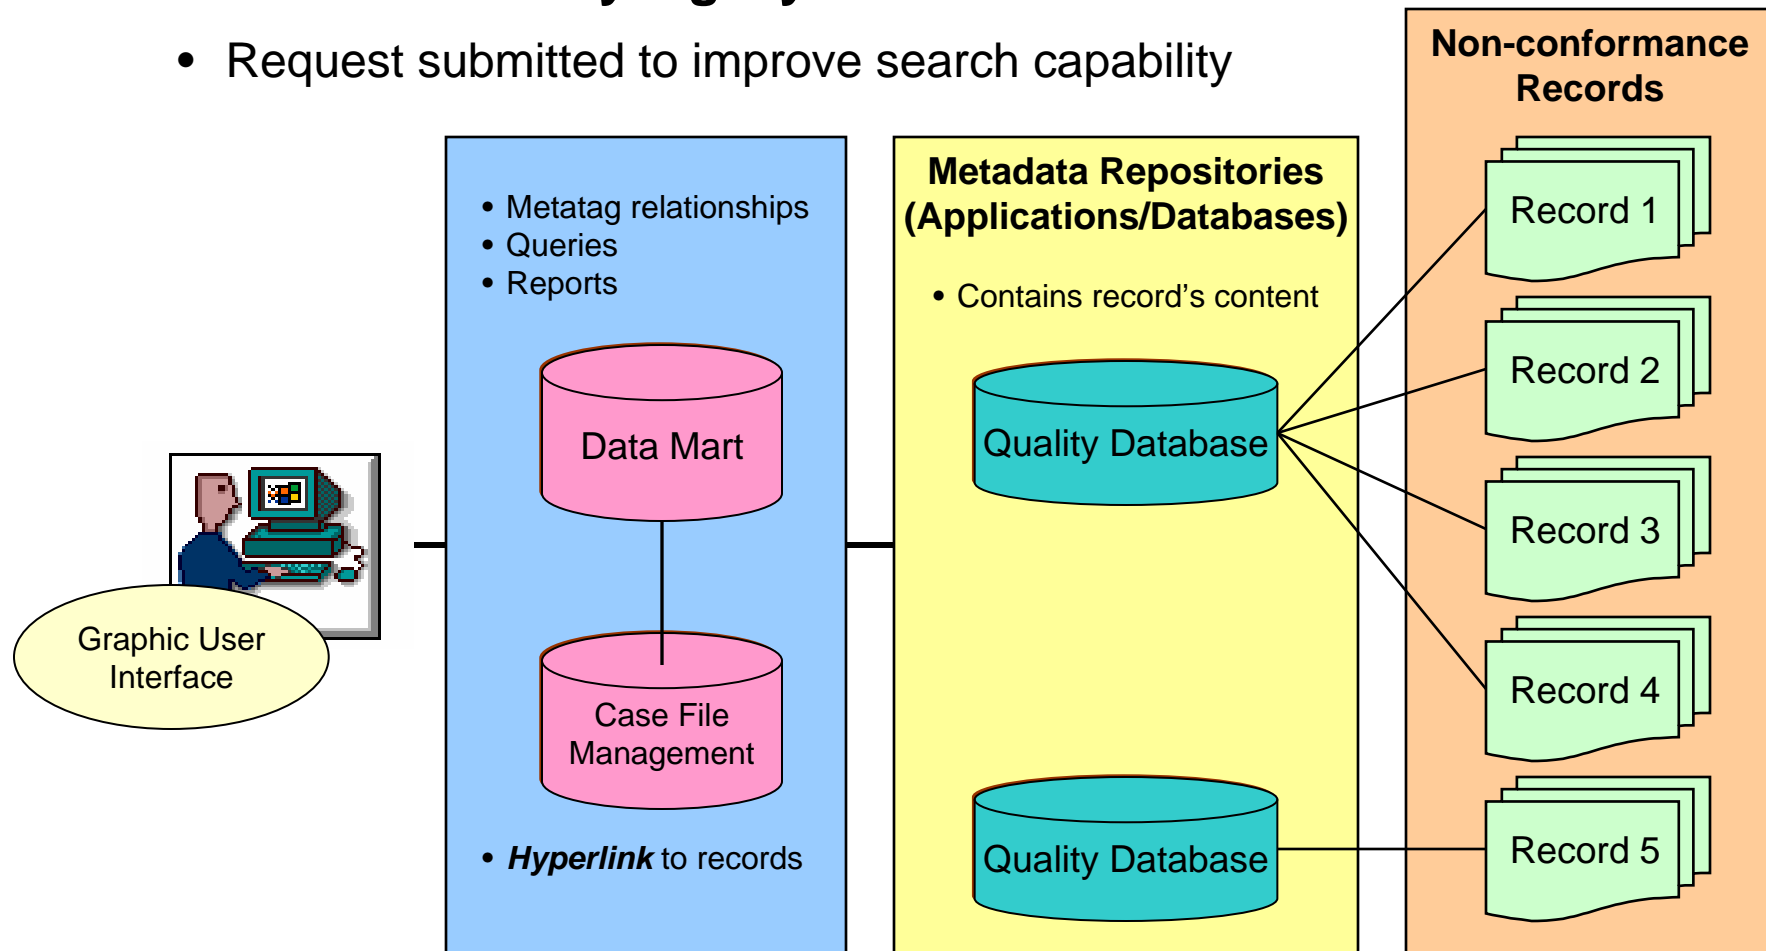 • Request submitted to improve search capability
Non-conformance
Records
• Metatag relationships
• Queries
• Reports
Metadata Repositories
(Applications/Databases)
• Contains record’s content
Data Mart
Quality Database
Case File
Management
• Hyperlink to records
Quality Database
Graphic User
Interface
Record 1
Record 2
Record 3
Record 4
Record 5